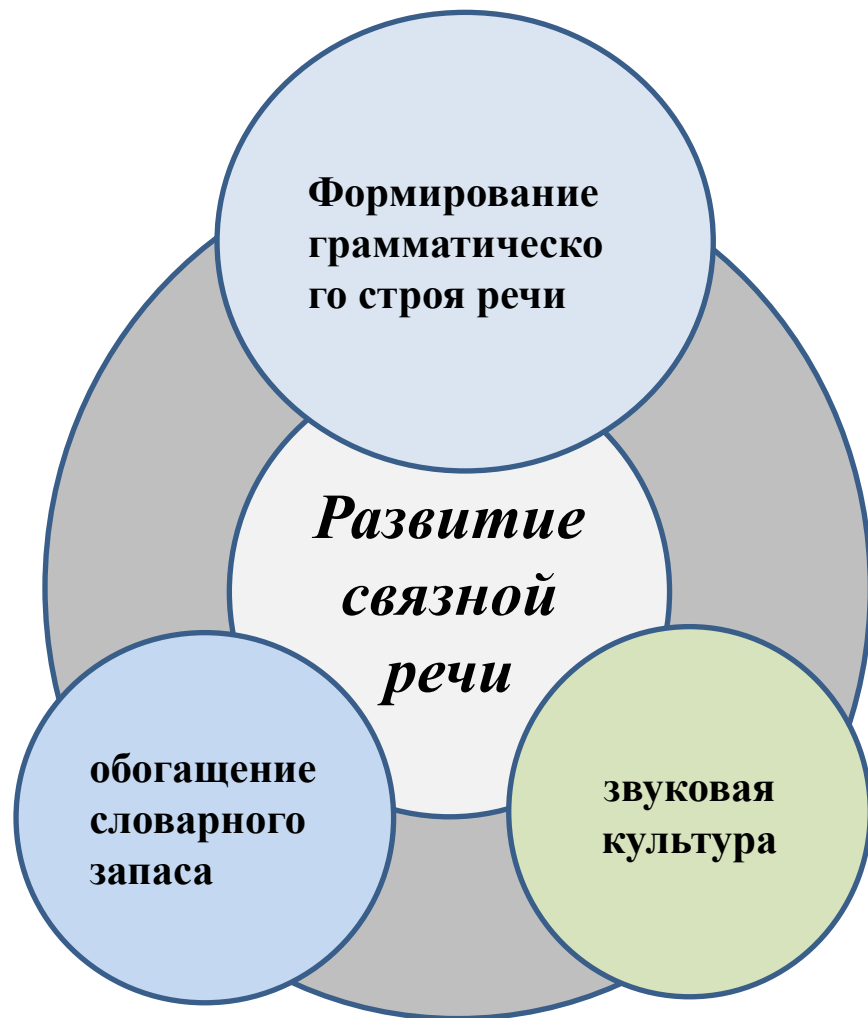 Формирование
грамматическо
го строя речи
Развитие
связной
речи
обогащение
словарного
запаса
звуковая
культура